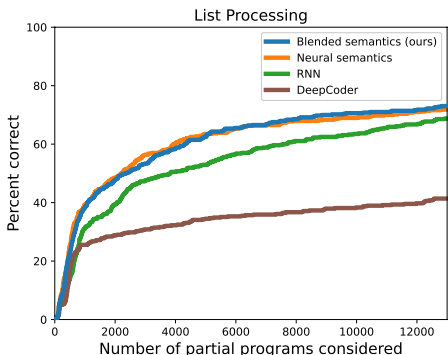 List Processing
Percent correct
100
80
60
40
20
0
Blended semantics (ours)
Neural semantics
RNN
DeepCoder
0 2000 4000 6000 8000 10000 12000
Number of partial programs considered